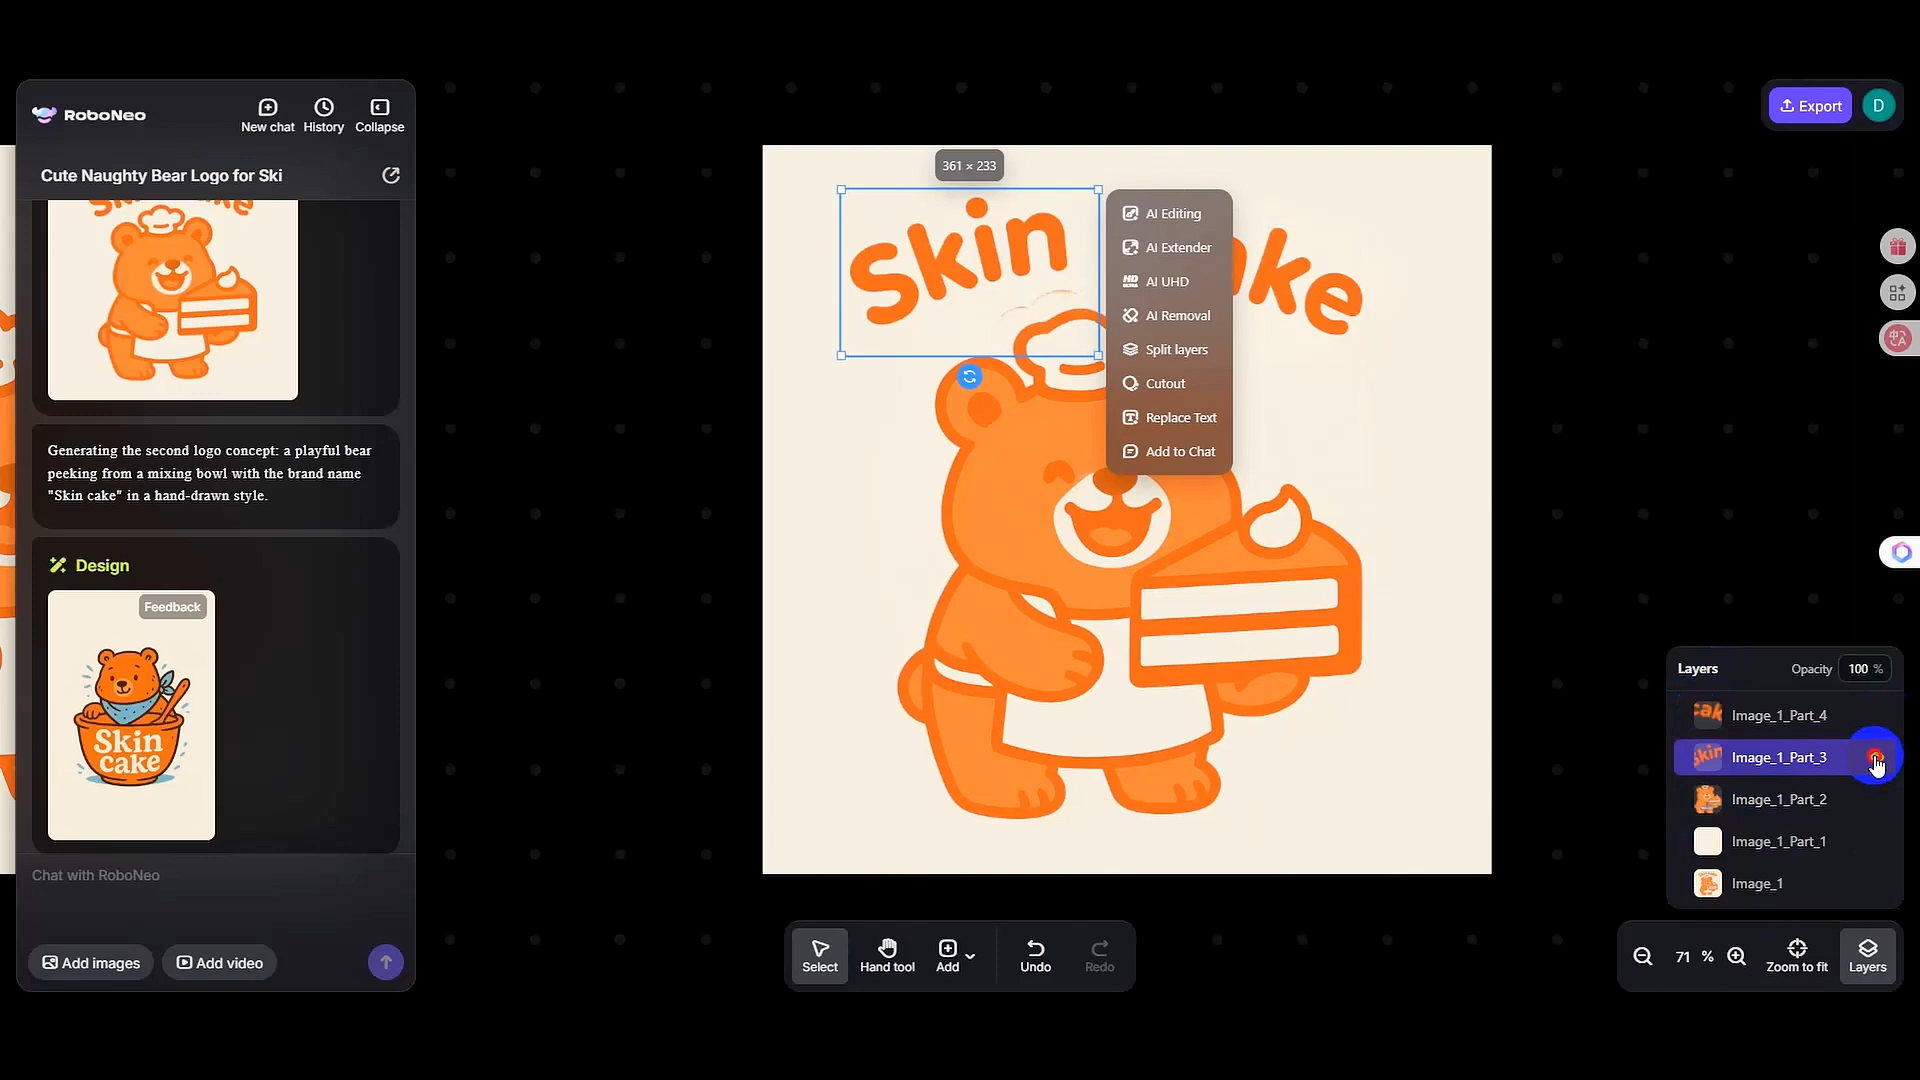 RoboNeo
New chat
History
Collapse
Cute Naughty Bear Logo for Ski
Generating the second logo concept: a playful bear
peeking from a mixing bowl with the brand name
"Skin cake" in a hand-drawn style.
Design
Feedback
Skin
cake
Chat with RoboNeo
Add images
Add video
361 × 233
Skin
ake
AI Editing
AI Extender
HD
AI UHD
AI Removal
Split layers
Cutout
Replace Text
Add to Chat
Select
Hand tool
Add
Undo
Redo
Export
D
Layers
Opacity
100 %
Image_1_Part_4
Image_1_Part_3
Image_1_Part_2
Image_1_Part_1
Image_1
71 %
Zoom to fit
Layers